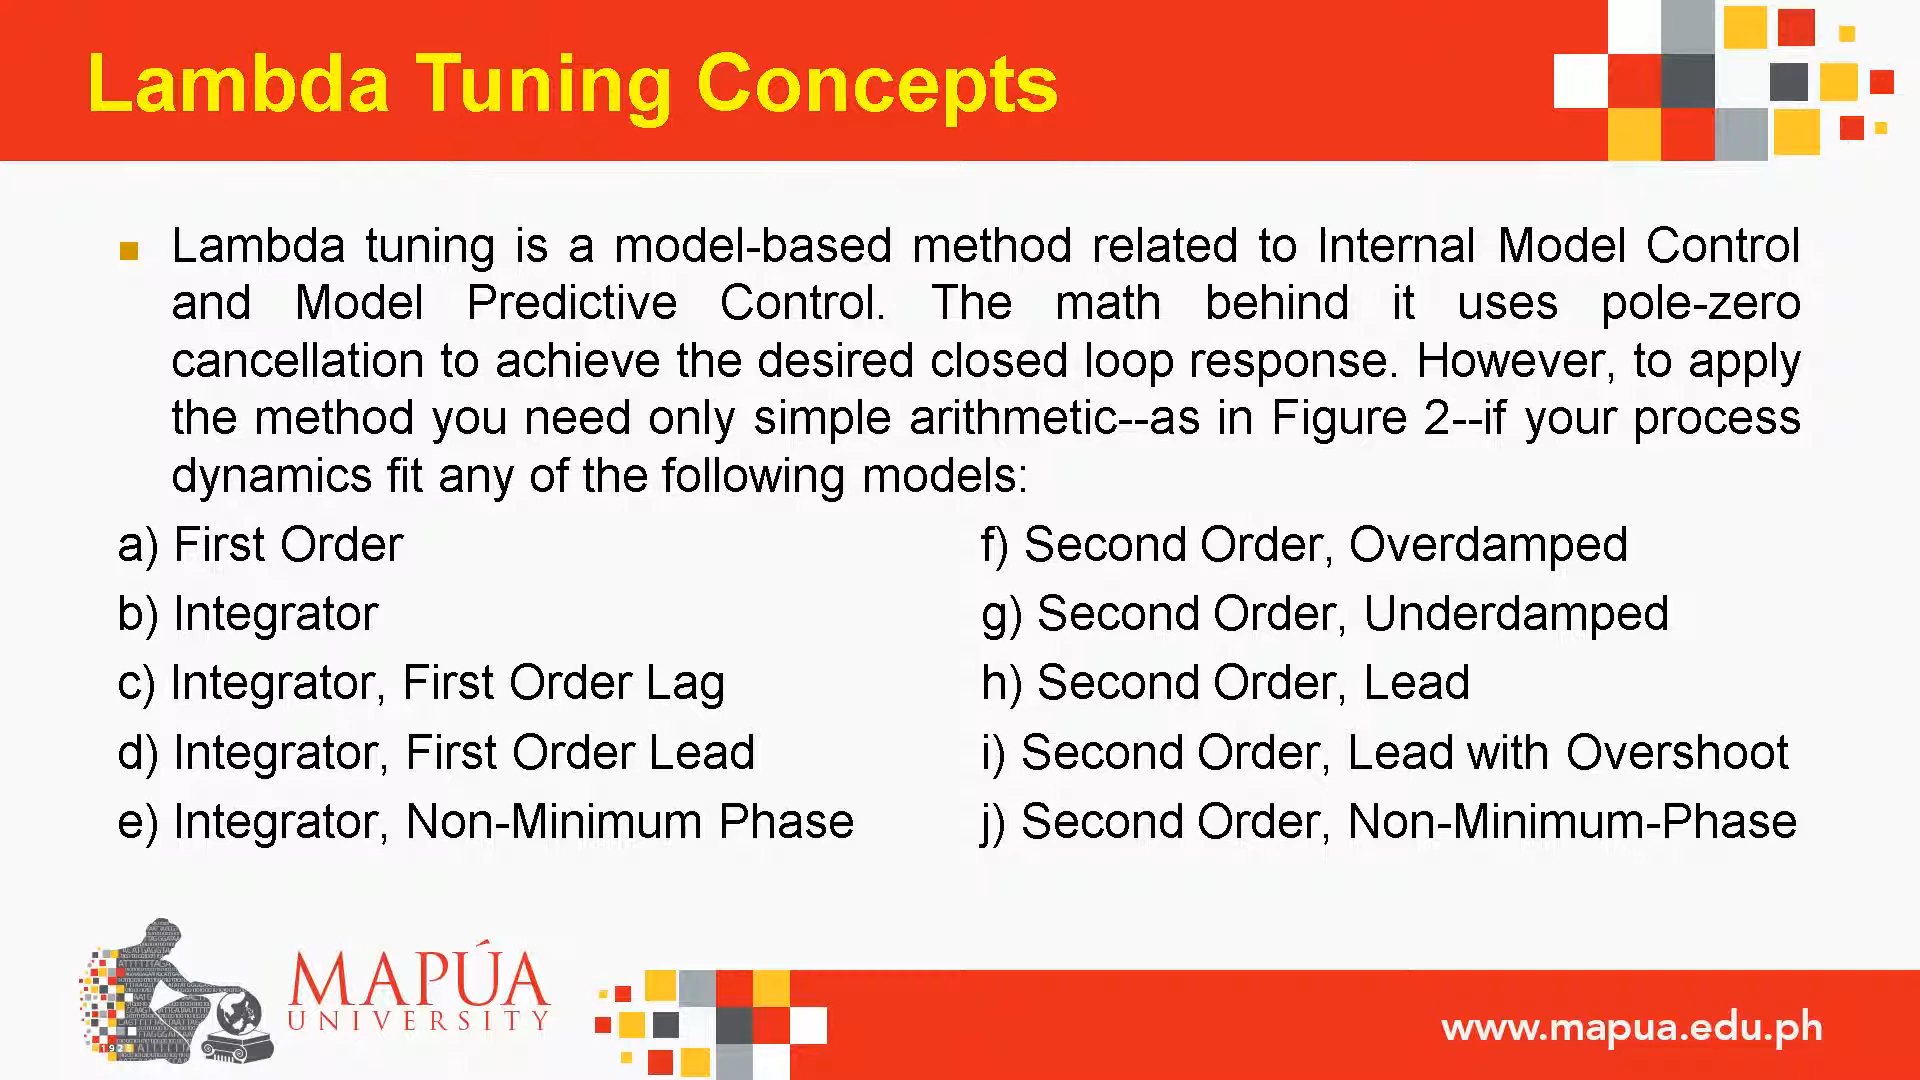 Lambda Tuning Concepts
Lambda tuning is a model-based method related to Internal Model Control
and Model Predictive Control. The math behind it uses pole-zero
cancellation to achieve the desired closed loop response. However, to apply
the method you need only simple arithmetic--as in Figure 2--if your process
dynamics fit any of the following models:
a) First Order
b) Integrator
c) Integrator, First Order Lag
d) Integrator, First Order Lead
e) Integrator, Non-Minimum Phase
f) Second Order, Overdamped
g) Second Order, Underdamped
h) Second Order, Lead
i) Second Order, Lead with Overshoot
j) Second Order, Non-Minimum-Phase
MAPÚA
UNIVERSITY
www.mapua.edu.ph